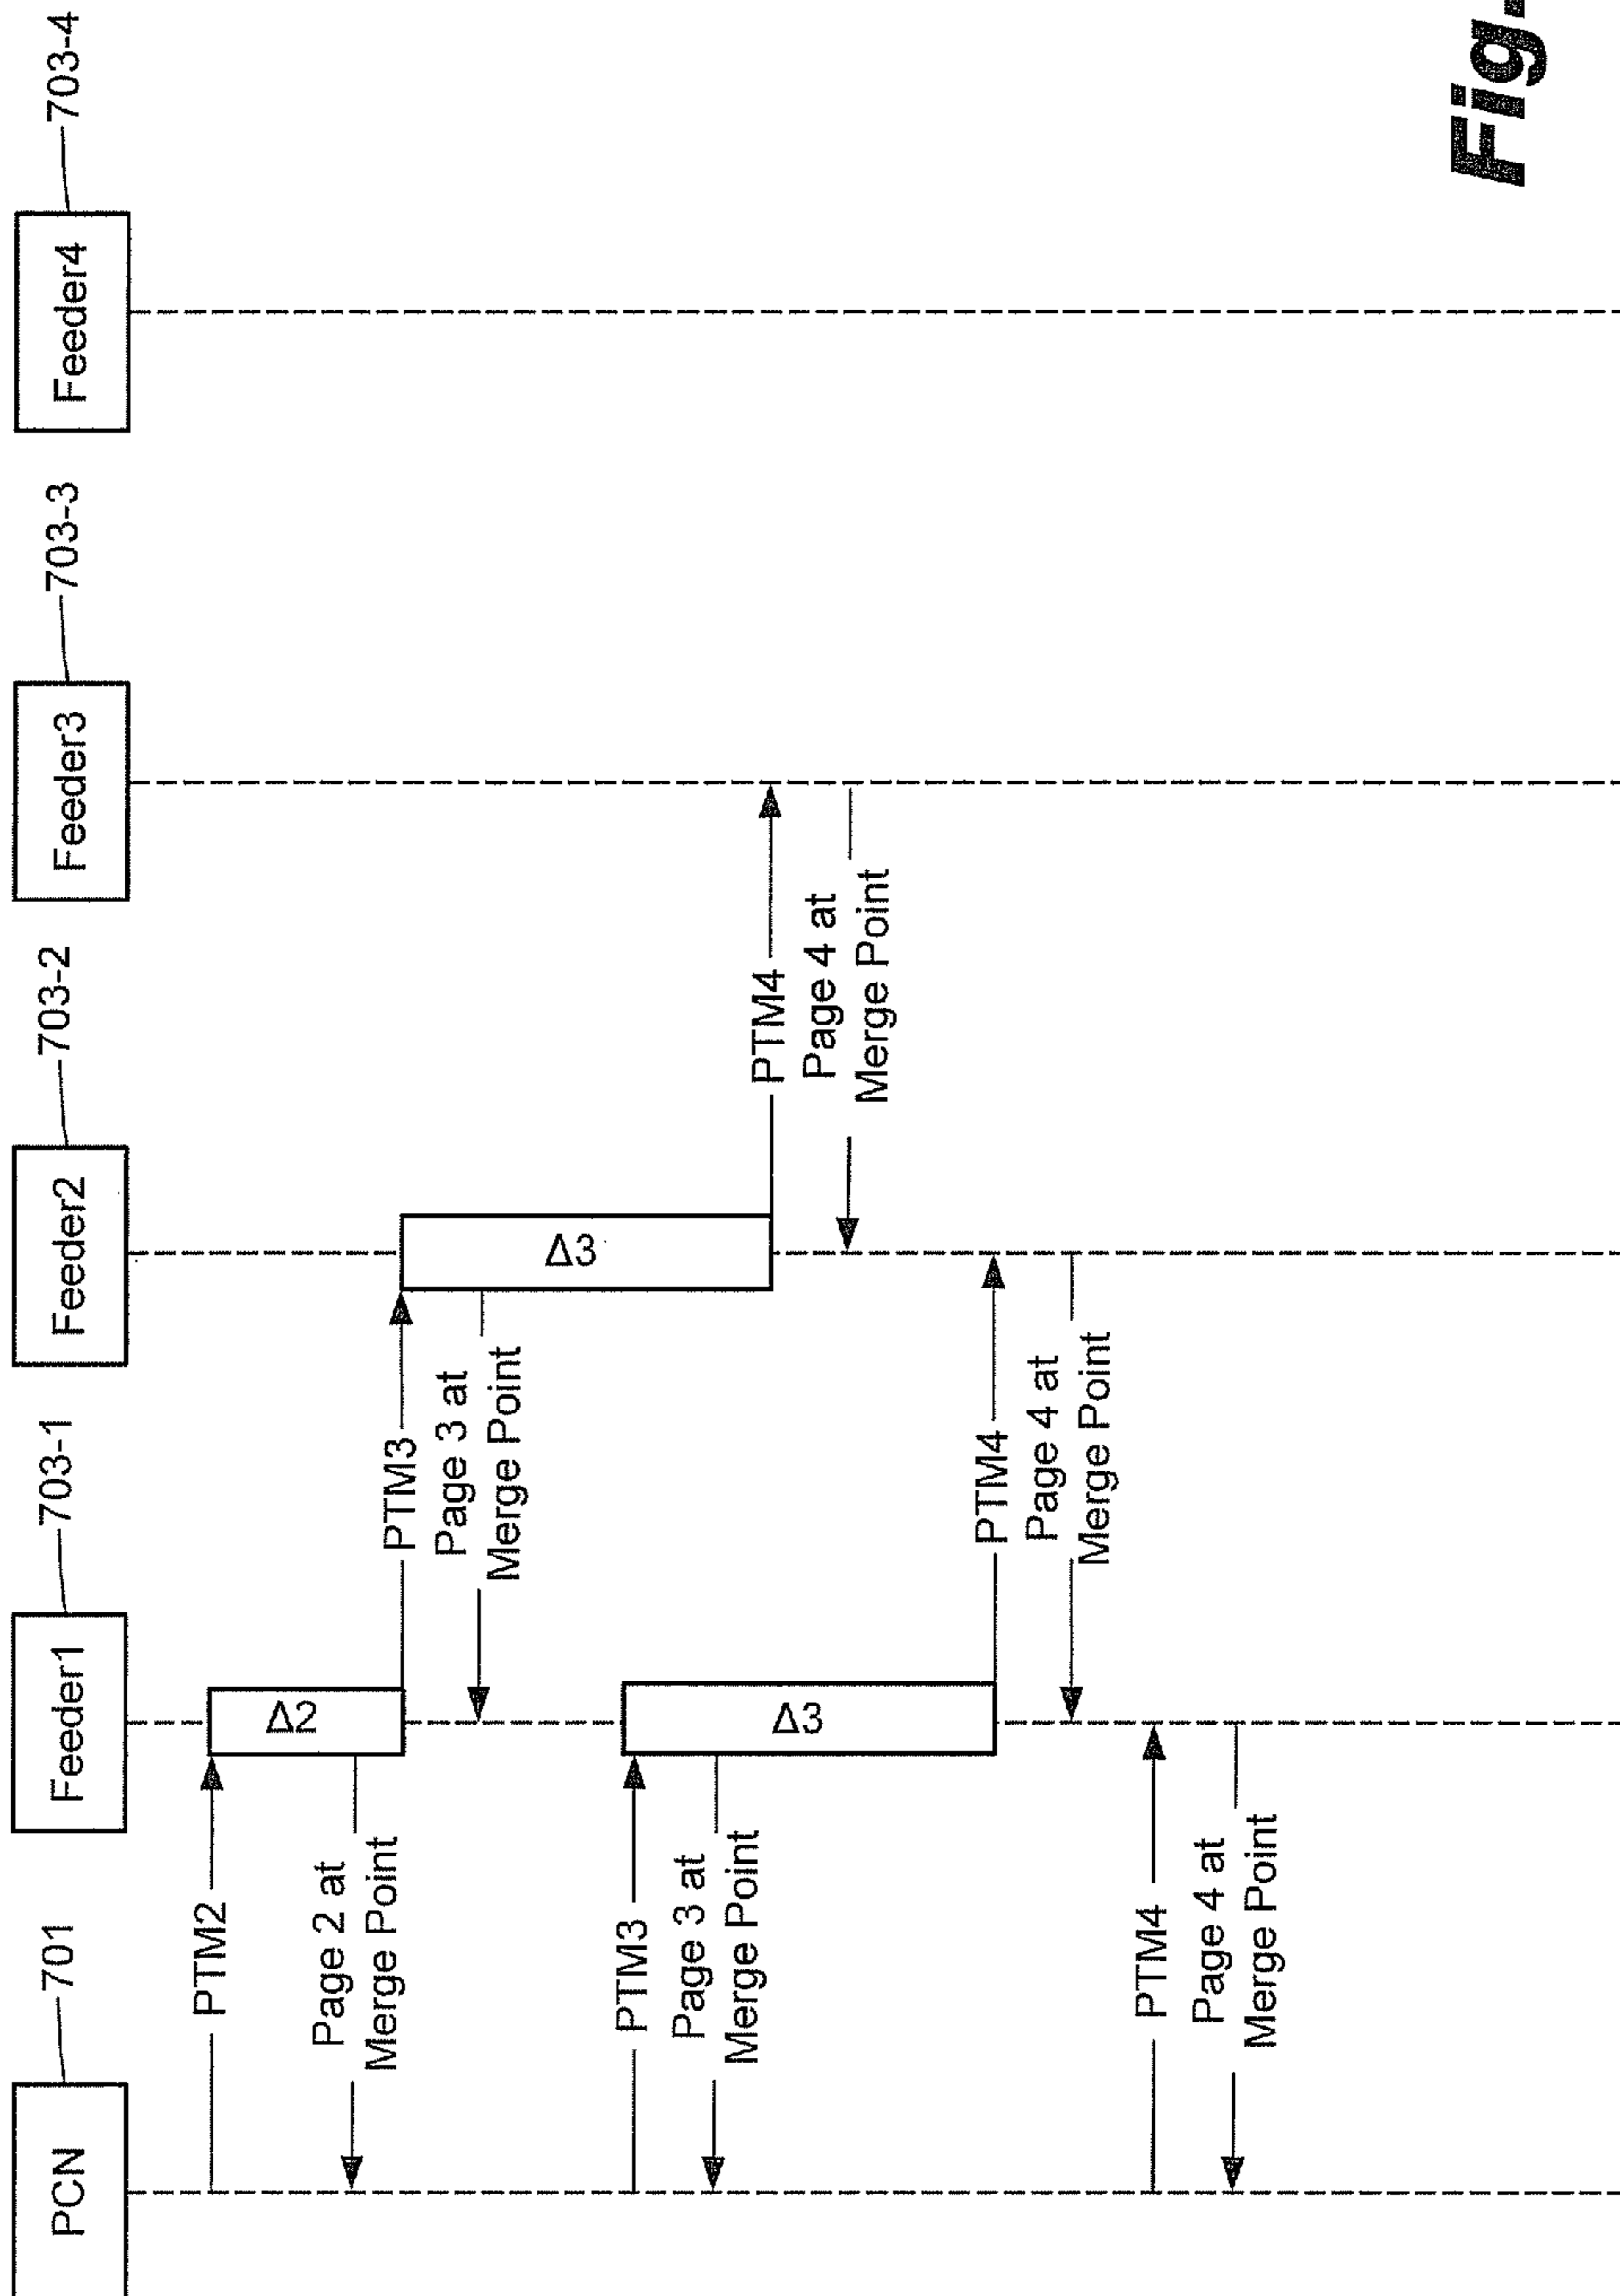 701 703-1 703-2 703-3 703-4
PCN Feeder1 Feeder2 Feeder3 Feeder4
PTM2
Δ2
Page 2 at
Merge Point
PTM3
Page 3 at
Merge Point
Δ3
PTM3
Page 3 at
Merge Point
PTM4
Δ3
Page 4 at
Merge Point
PTM4
Page 4 at
Merge Point
PTM4
Page 4 at
Merge Point
Fig-